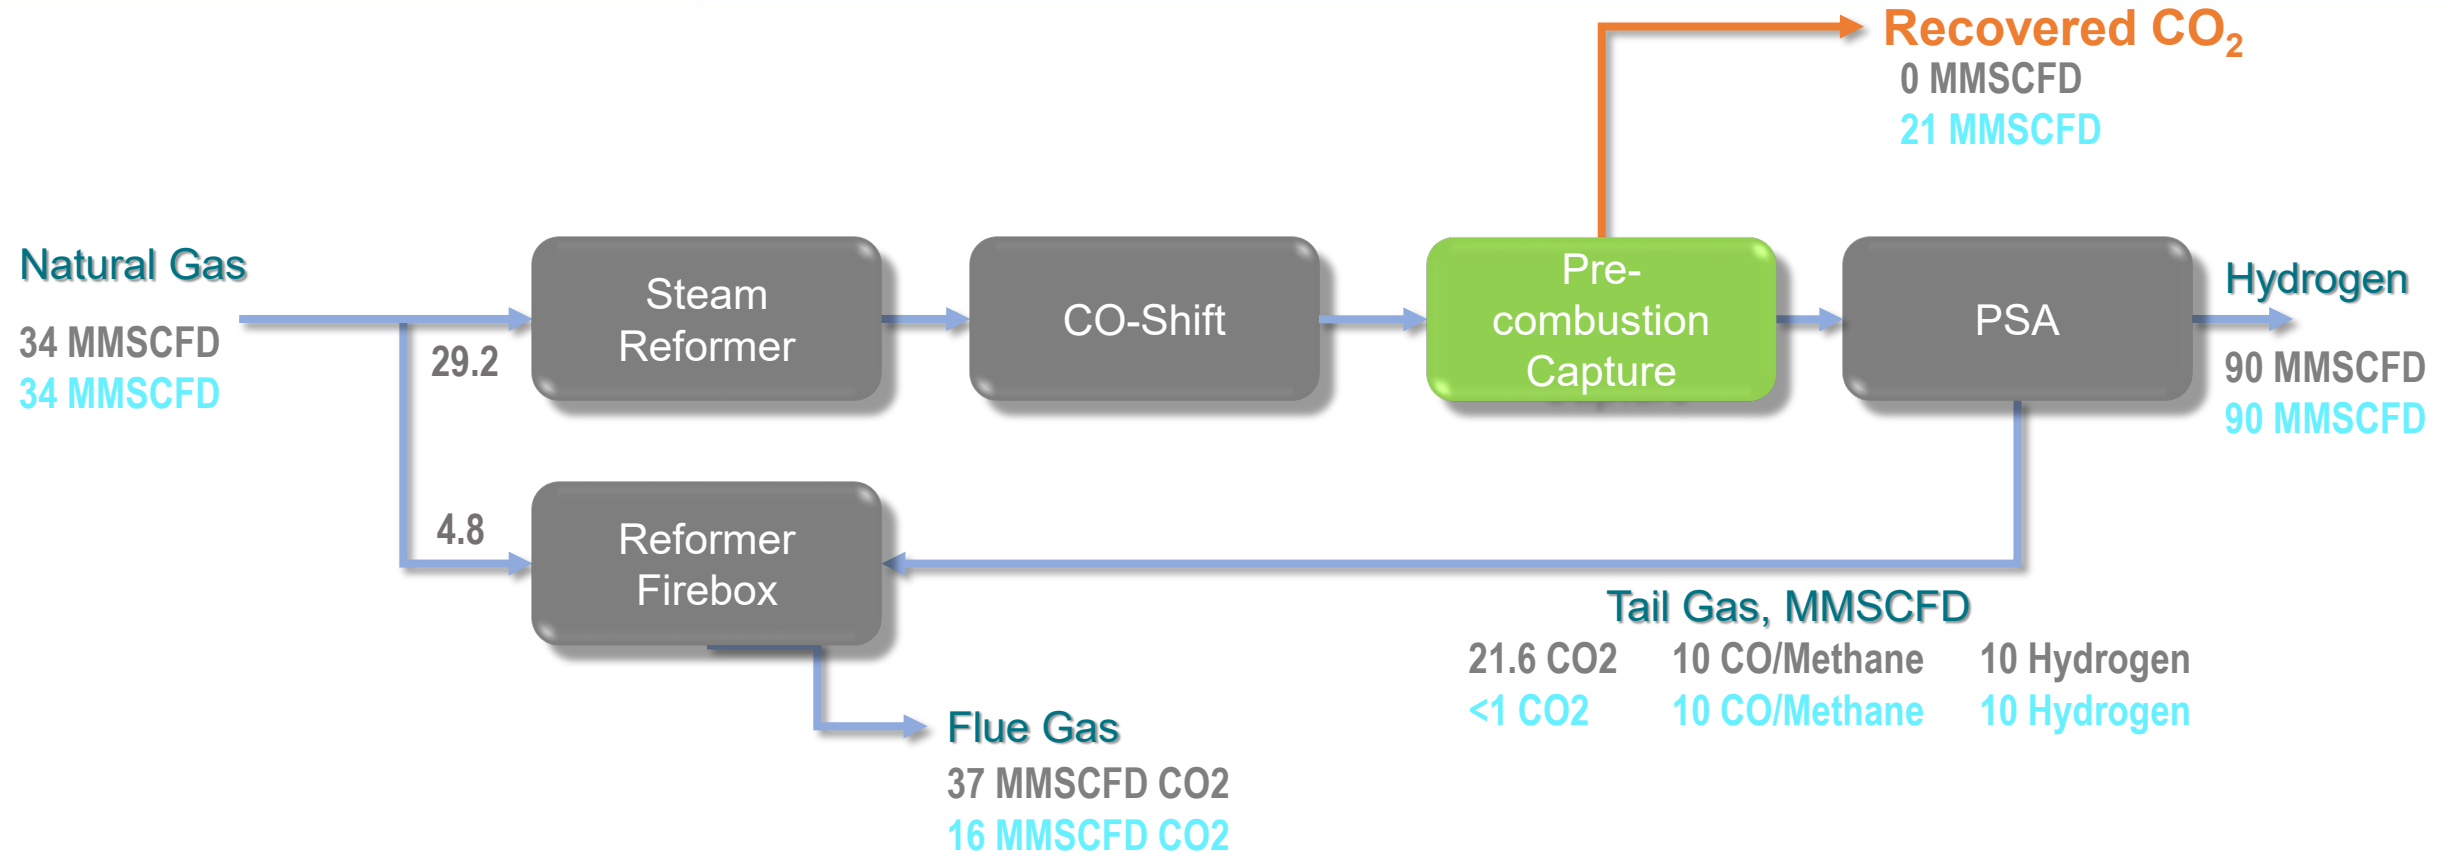 Recovered CO₂
0 MMSCFD
21 MMSCFD
Natural Gas
34 MMSCFD
34 MMSCFD
29.2
4.8
Steam
Reformer
CO-Shift
Pre-
combustion
Capture
PSA
Hydrogen
90 MMSCFD
90 MMSCFD
Reformer
Firebox
Tail Gas, MMSCFD
21.6 CO2 10 CO/Methane 10 Hydrogen
<1 CO2 10 CO/Methane 10 Hydrogen
Flue Gas
37 MMSCFD CO2
16 MMSCFD CO2